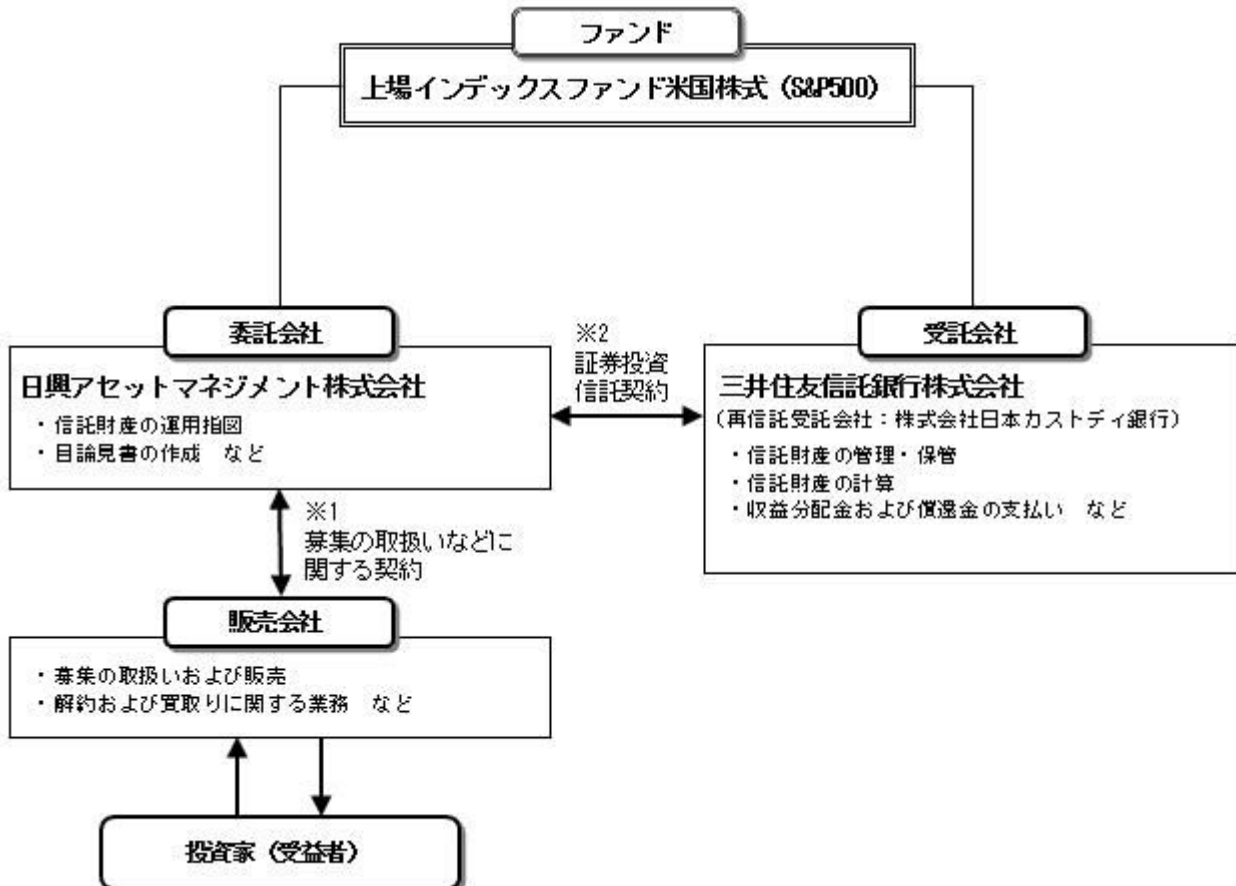 ファンド
上場インデックスファンド米国株式（S&P500）
委託会社
日興アセットマネジメント株式会社
・信託財産の運用指図
・目論見書の作成　など
※2
証券投資
信託契約
受託会社
三井住友信託銀行株式会社
（再信託受託会社：株式会社日本カストディ銀行）
・信託財産の管理・保管
・信託財産の計算
・収益分配金および償還金の支払い　など
※1
募集の取扱いなどに
関する契約
販売会社
・募集の取扱いおよび販売
・解約および買取りに関する業務　など
投資家（受益者）